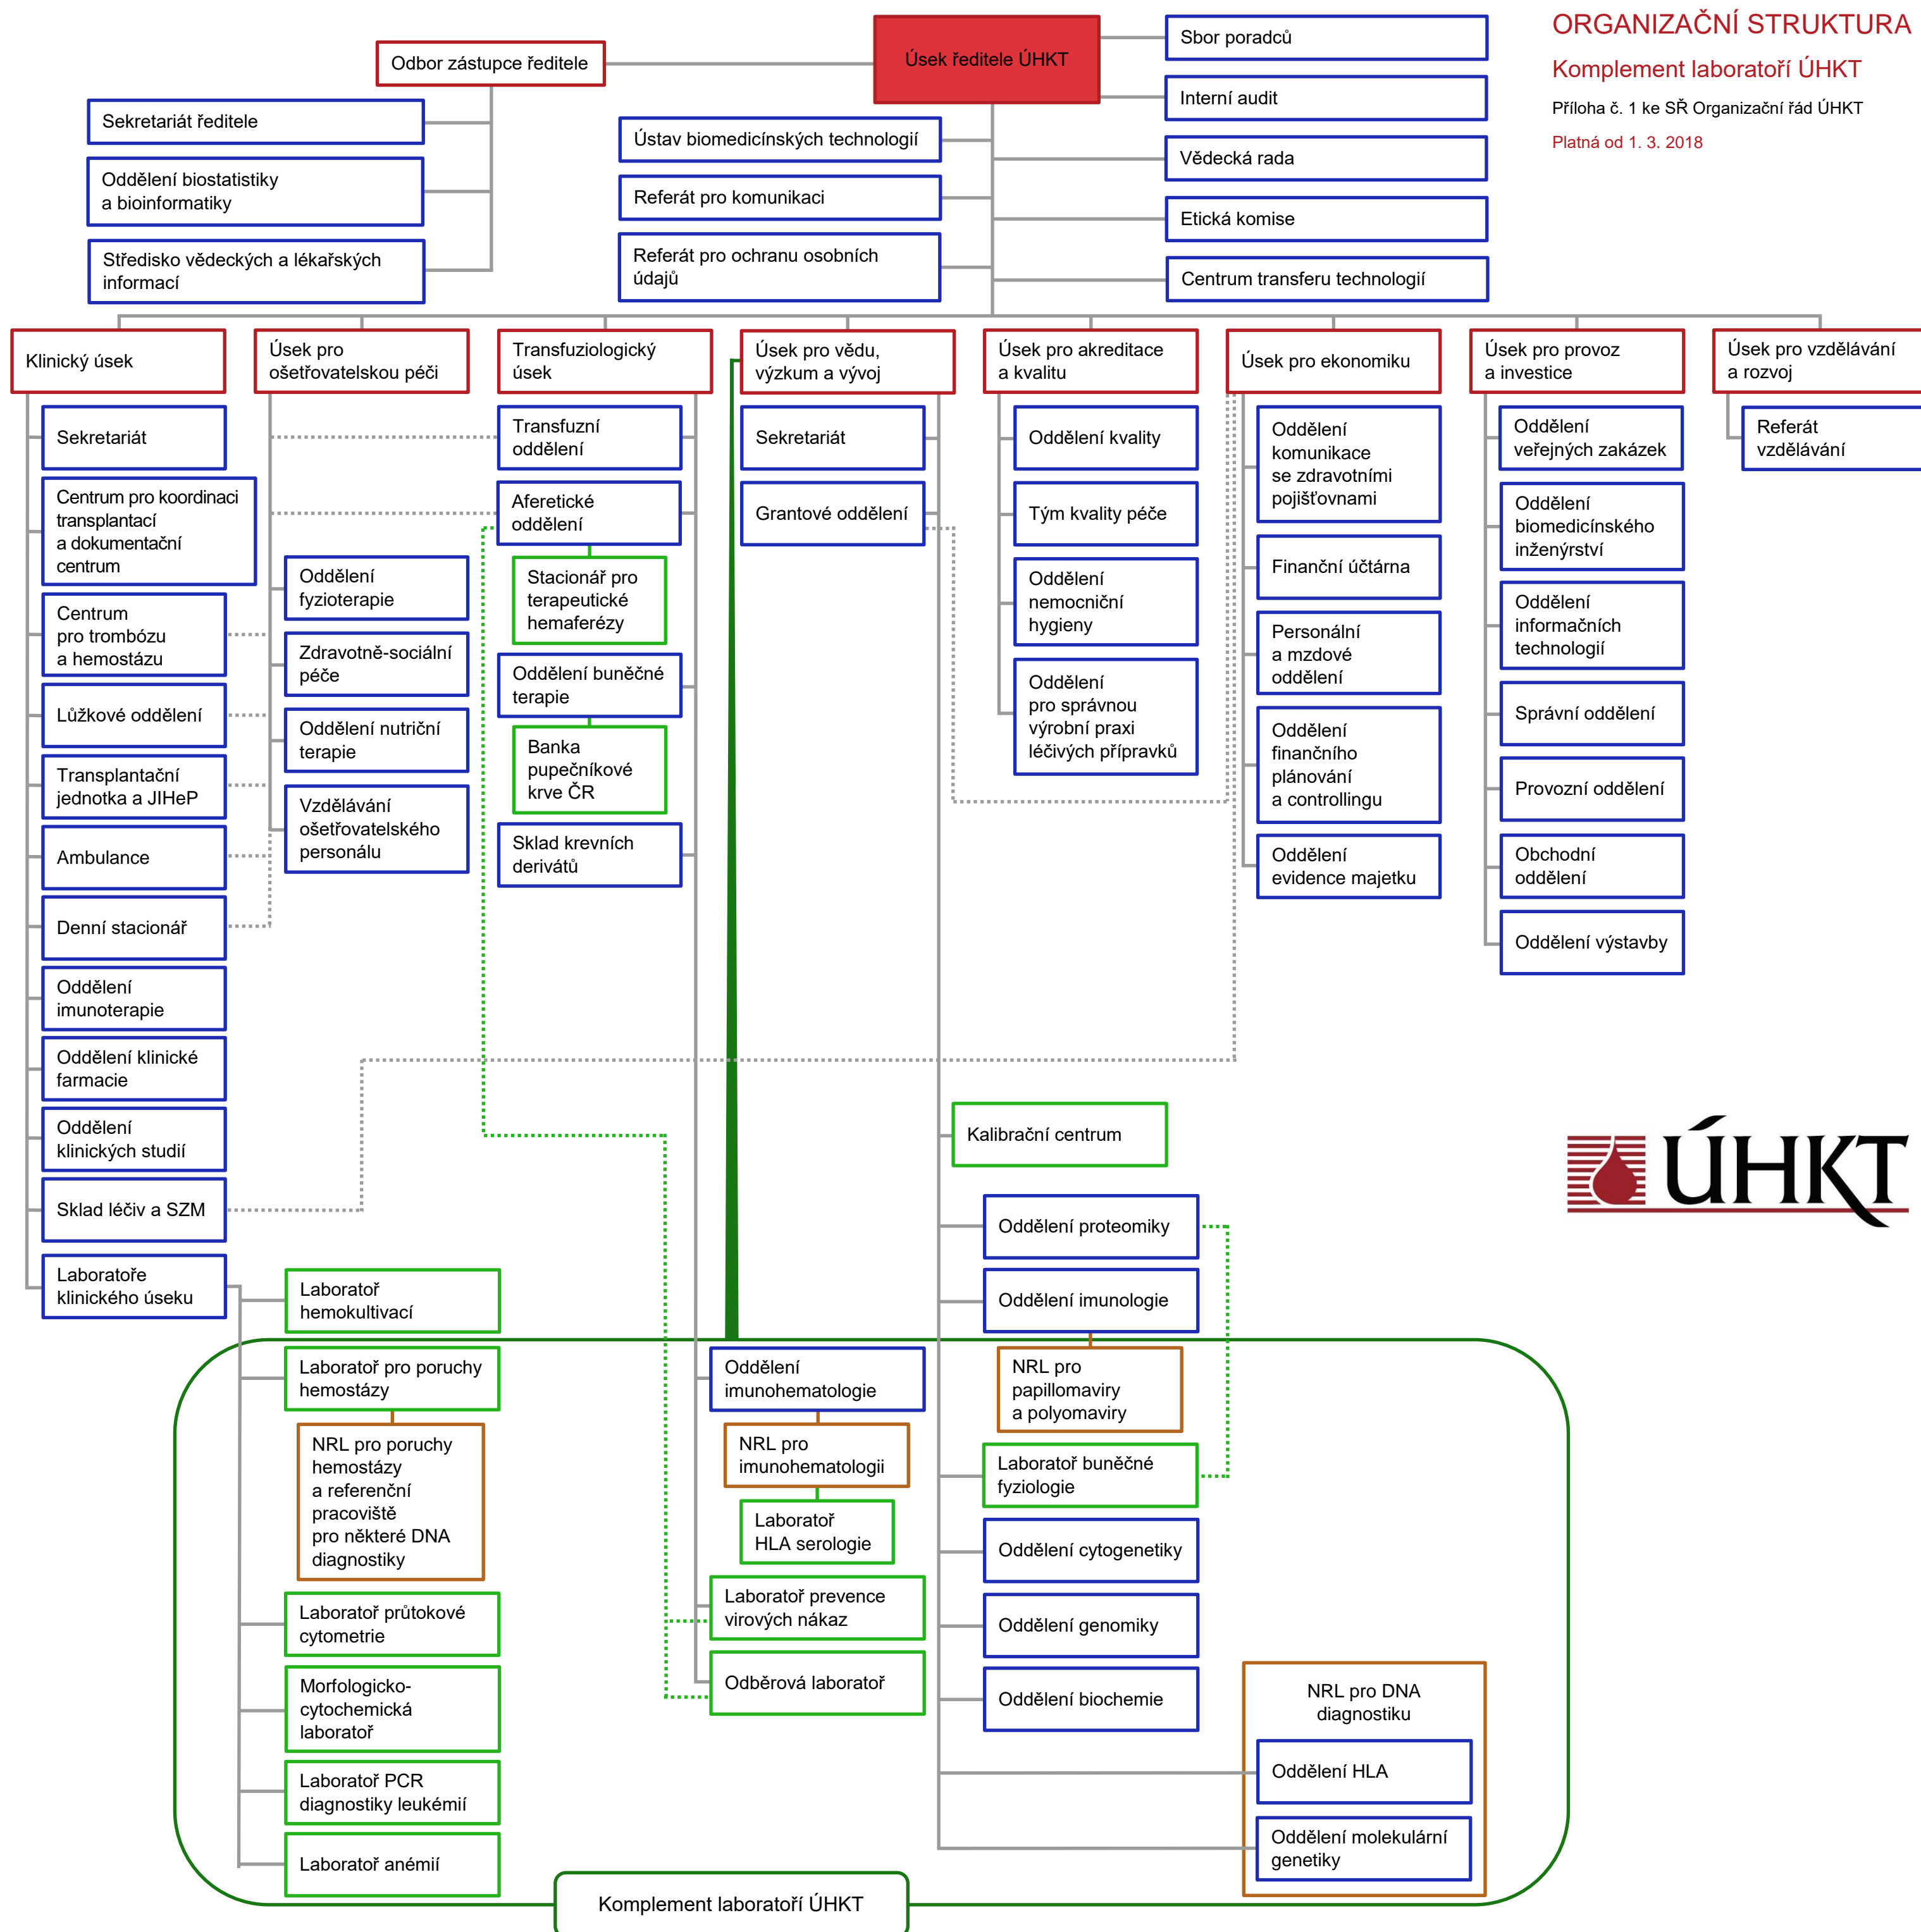 ORGANIZAČNÍ STRUKTURA
Komplement laboratoří ÚHKT
Příloha č. 1 ke SŘ Organizační řád ÚHKT
Platná od 1. 3. 2018
Úsek ředitele ÚHKT
Odbor zástupce ředitele
Sekretariát ředitele
Oddělení biostatistiky
a bioinformatiky
Středisko vědeckých a lékařských
informací
Ústav biomedicínských technologií
Referát pro komunikaci
Referát pro ochranu osobních
údajů
Sbor poradců
Interní audit
Vědecká rada
Etická komise
Centrum transferu technologií
Klinický úsek
Sekretariát
Centrum pro koordinaci
transplantací
a dokumentační
centrum
Centrum
pro trombózu
a hemostázu
Lůžkové oddělení
Transplantační
jednotka a JIHeP
Ambulance
Denní stacionář
Oddělení
imunoterapie
Oddělení klinické
farmacie
Oddělení
klinických studií
Sklad léčiv a SZM
Laboratoře
klinického úseku
Úsek pro
ošetřovatelskou péči
Oddělení
fyzioterapie
Zdravotně-sociální
péče
Oddělení nutriční
terapie
Vzdělávání
ošetřovatelského
personálu
Transfuziologický
úsek
Transfuzní
oddělení
Aferetické
oddělení
Stacionář pro
terapeutické
hemaferézy
Oddělení buněčné
terapie
Banka
pupečníkové
krve ČR
Sklad krevních
derivátů
Úsek pro vědu,
výzkum a vývoj
Sekretariát
Grantové oddělení
Úsek pro akreditace
a kvalitu
Oddělení kvality
Tým kvality péče
Oddělení
nemocniční
hygieny
Oddělení
pro správnou
výrobní praxi
léčivých přípravků
Úsek pro ekonomiku
Oddělení
komunikace
se zdravotními
pojišťovnami
Finanční účtárna
Personální
a mzdové
oddělení
Oddělení
finančního
plánování
a controllingu
Oddělení
evidence majetku
Úsek pro provoz
a investice
Oddělení
veřejných zakázek
Oddělení
biomedicínského
inženýrství
Oddělení
informačních
technologií
Správní oddělení
Provozní oddělení
Obchodní
oddělení
Oddělení výstavby
Úsek pro vzdělávání
a rozvoj
Referát
vzdělávání
ÚHKT
Laboratoř
hemokultivací
Laboratoř pro poruchy
hemostázy
NRL pro poruchy
hemostázy
a referenční
pracoviště
pro některé DNA
diagnostiky
Laboratoř průtokové
cytometrie
Morfologicko-
cytochemická
laboratoř
Laboratoř PCR
diagnostiky leukémií
Laboratoř anémií
Oddělení
imunohematologie
NRL pro
imunohematologii
Laboratoř
HLA serologie
Laboratoř prevence
virových nákaz
Odběrová laboratoř
Kalibrační centrum
Oddělení proteomiky
Oddělení imunologie
NRL pro
papillomaviry
a polyomaviry
Laboratoř buněčné
fyziologie
Oddělení cytogenetiky
Oddělení genomiky
Oddělení biochemie
NRL pro DNA
diagnostiku
Oddělení HLA
Oddělení molekulární
genetiky
Komplement laboratoří ÚHKT